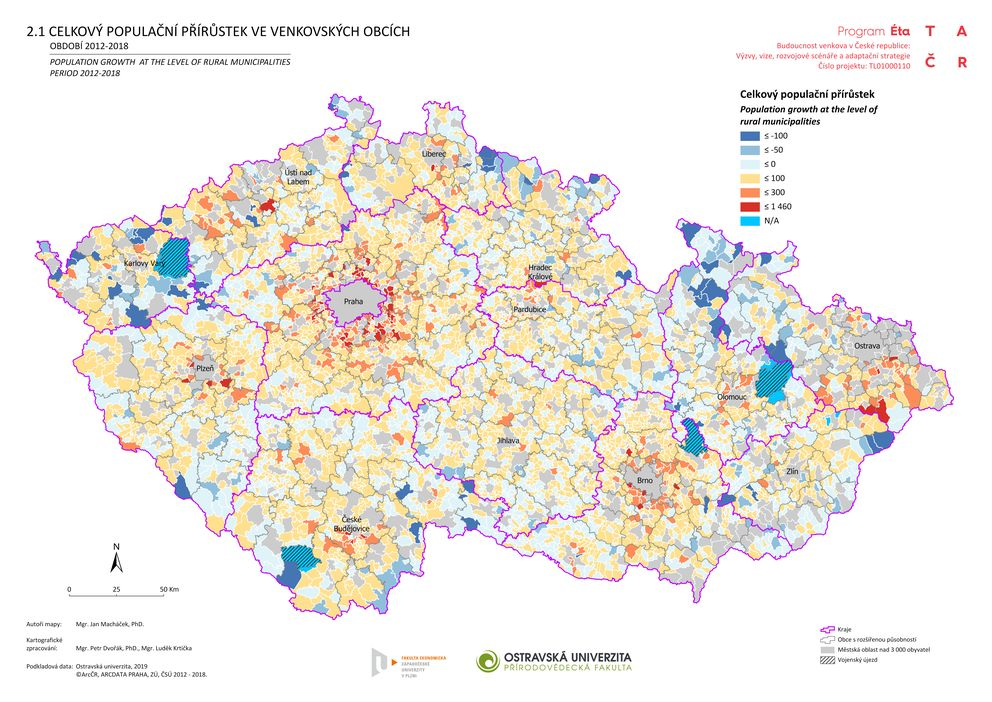 2.1 CELKOVÝ POPULAČNÍ PŘÍRŮSTEK VE VENKOVSKÝCH OBCÍCH
OBDOBÍ 2012-2018
POPULATION GROWTH AT THE LEVEL OF RURAL MUNICIPALITIES
PERIOD 2012-2018
Program Éta
Budoucnost venkova v České republice:
Výzvy, vize, rozvojové scénáře a adaptační strategie
Číslo projektu: TL01000110
T A
Č R
Celkový populační přírůstek
Population growth at the level of
rural municipalities
≤ -100
≤ -50
≤ 0
≤ 100
≤ 300
≤ 1 460
N/A
Liberec
Ústí nad
Labem
Karlovy Vary
Hradec
Králové
Praha
Pardubice
Ostrava
Plzeň
Olomouc
Jihlava
Zlín
Brno
České
Budějovice
N
0 25 50 Km
Autoři mapy: Mgr. Jan Macháček, PhD.
Kartografické
zpracování: Mgr. Petr Dvořák, PhD., Mgr. Luděk Krtička
Podkladová data: Ostravská univerzita, 2019
©ArcČR, ARCDATA PRAHA, ZÚ, ČSÚ 2012 - 2018.
FAKULTA EKONOMICKÁ
ZÁPADOČESKÉ
UNIVERZITY
V PLZNI
OSTRAVSKÁ UNIVERZITA
PŘÍRODOVĚDECKÁ FAKULTA
Kraje
Obce s rozšířenou působností
Městská oblast nad 3 000 obyvatel
Vojenský újezd